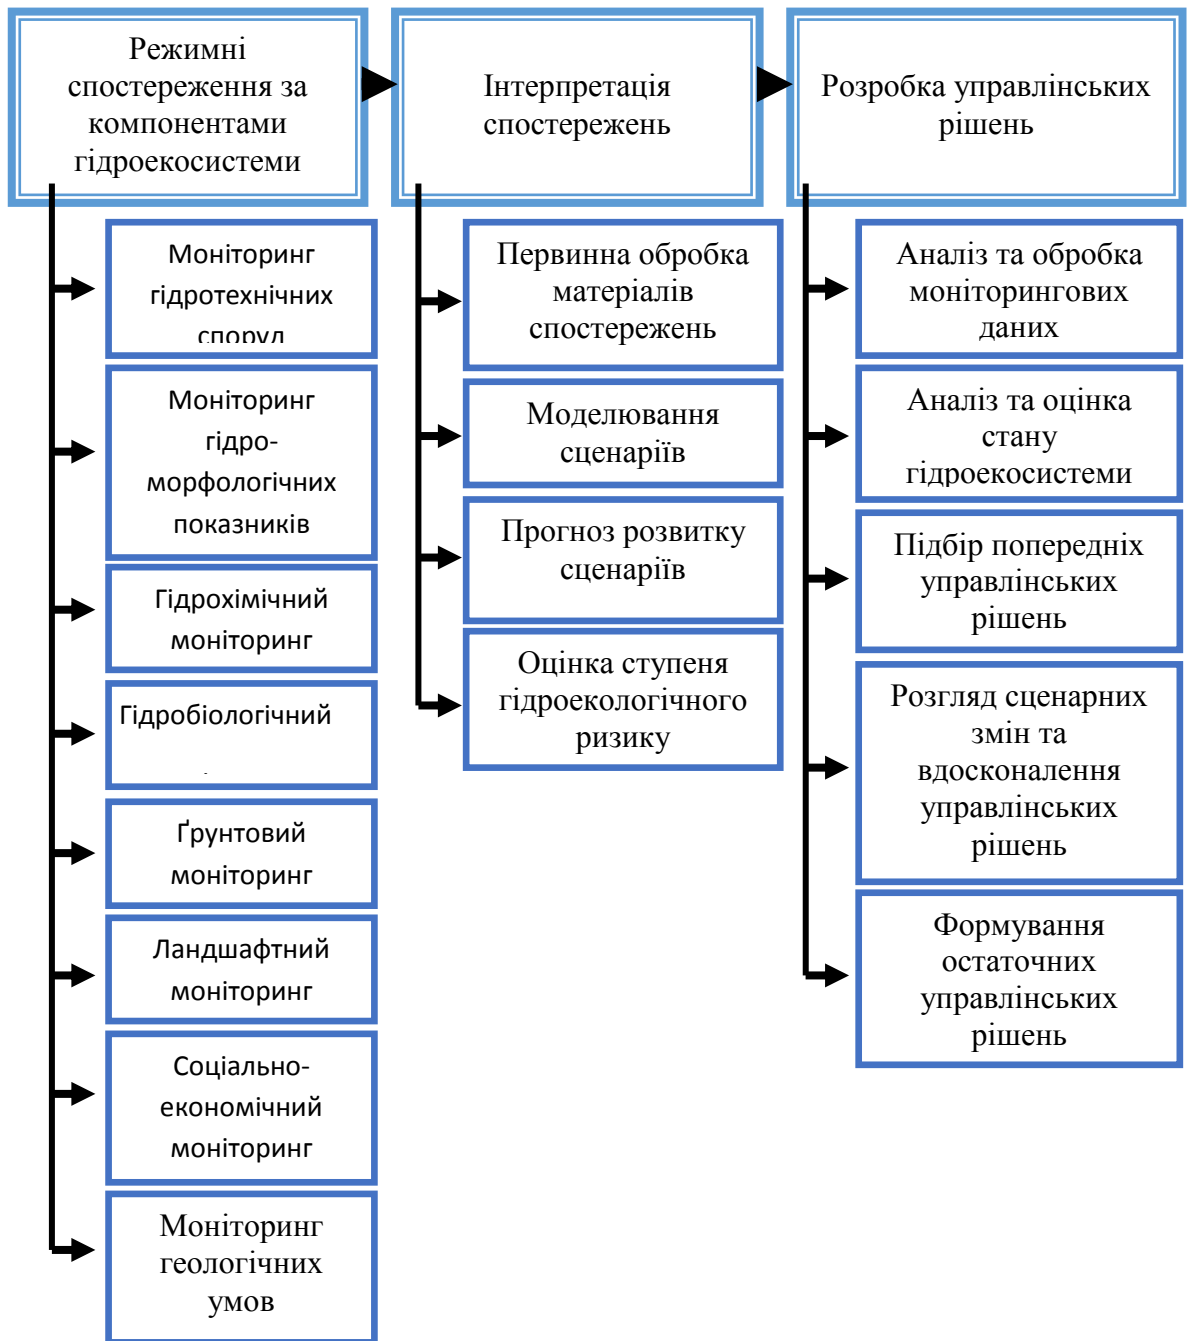 Режимні
спостереження за
компонентами
гідроекосистеми
Інтерпретація
спостережень
Розробка управлінських
рішень
Моніторинг
гідротехнічних
споруд
Моніторинг
гідро-
морфологічних
показників
Гідрохімічний
моніторинг
Гідробіологічний
Ґрунтовий
моніторинг
Ландшафтний
моніторинг
Соціально-
економічний
моніторинг
Моніторинг
геологічних
умов
Первинна обробка
матеріалів
спостережень
Моделювання
сценаріїв
Прогноз розвитку
сценаріїв
Оцінка ступеня
гідроекологічного
ризику
Аналіз та обробка
моніторингових
даних
Аналіз та оцінка
стану
гідроекосистеми
Підбір попередніх
управлінських
рішень
Розгляд сценарних
змін та
вдосконалення
управлінських
рішень
Формування
остаточних
управлінських
рішень